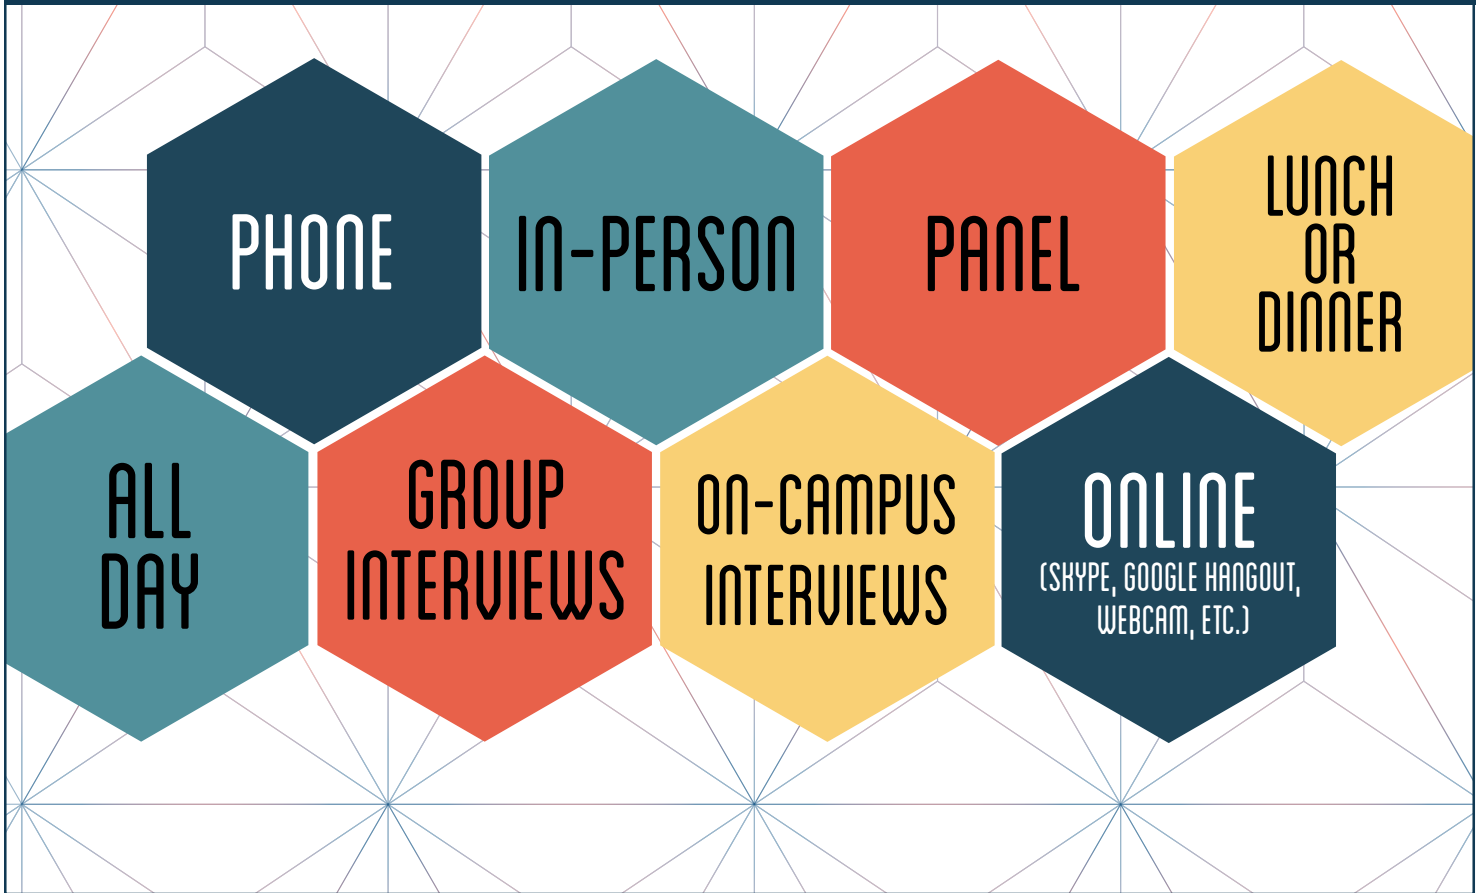 PHONE
IN-PERSON
PANEL
LUNCH
OR
DINNER
ALL
DAY
GROUP
INTERVIEWS
ON-CAMPUS
INTERVIEWS
ONLINE
(SKYPE, GOOGLE HANGOUT,
WEBCAM, ETC.)